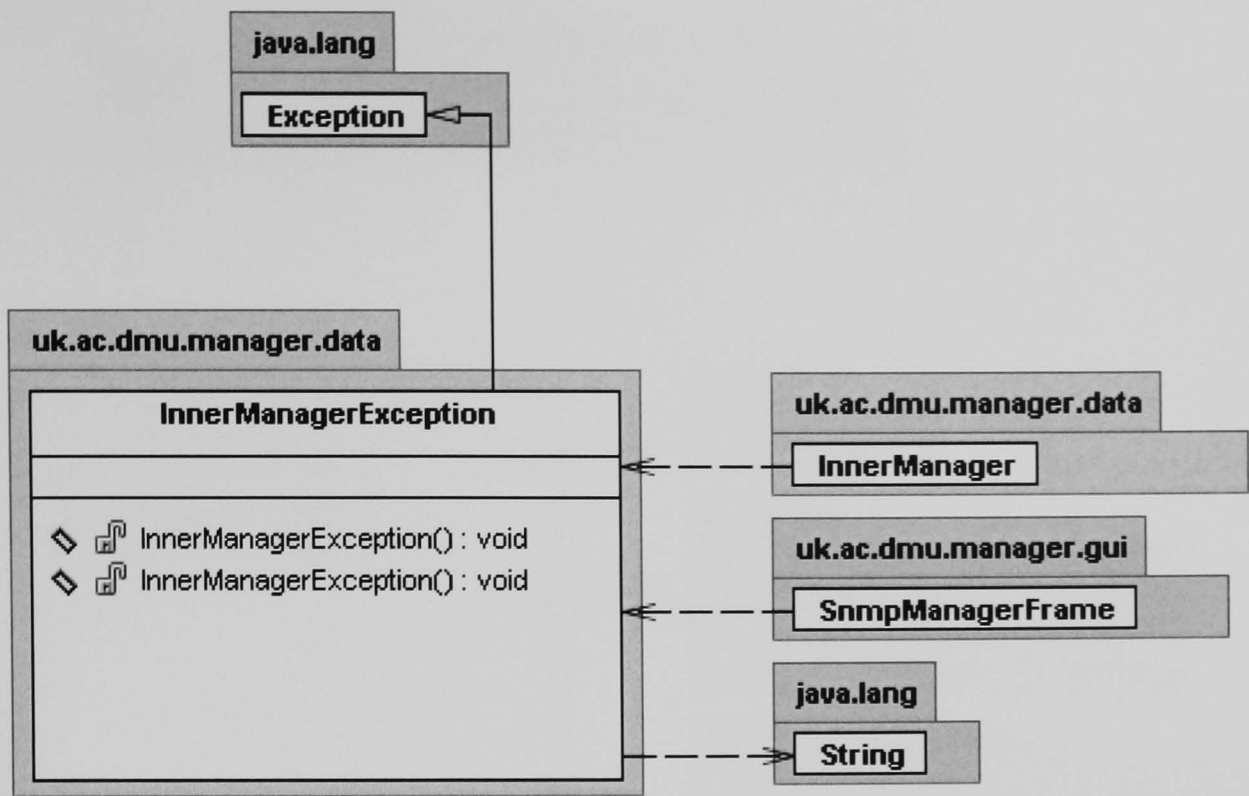 java.lang
Exception
uk.ac.dmu.manager.data
InnerManagerException
InnerManagerException() : void
InnerManagerException() : void
uk.ac.dmu.manager.data
InnerManager
uk.ac.dmu.manager.gui
SnmpManagerFrame
java.lang
String